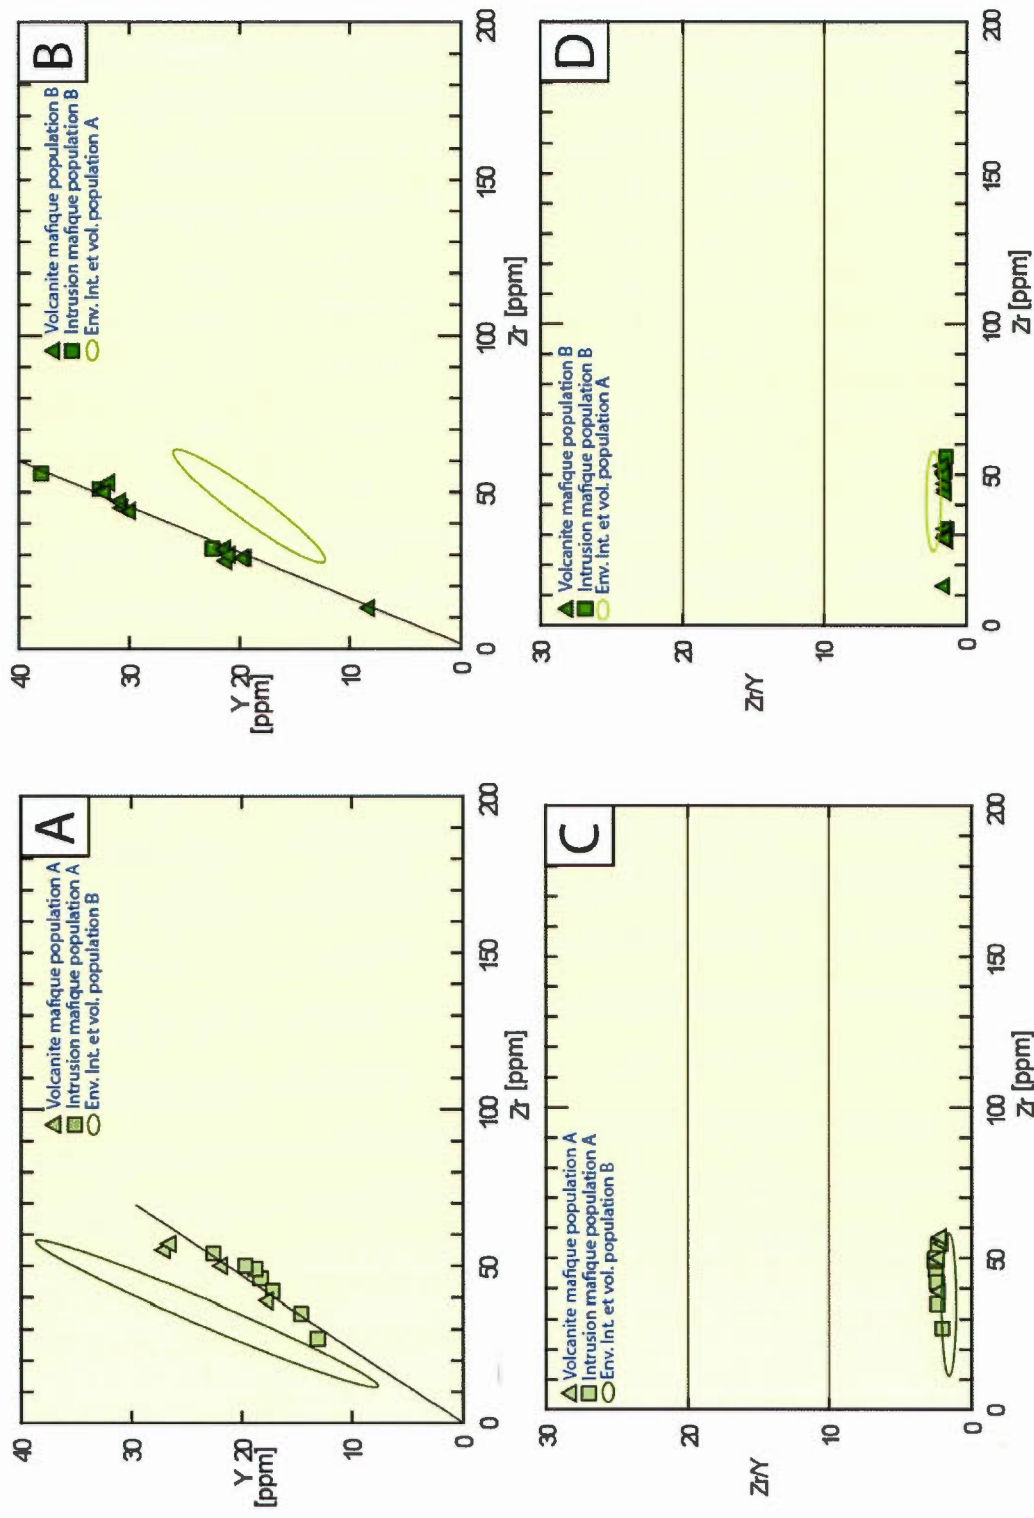 A
Volcanite mafique population A
Intrusion mafique population A
Env. Int. et vol. population B
40
30
Y 20
[ppm]
10
0
0
50
100
150
200
Zr [ppm]
B
Volcanite mafique population B
Intrusion mafique population B
Env. Int. et vol. population A
40
30
Y 20
[ppm]
10
0
0
50
100
150
200
Zr [ppm]
C
Volcanite mafique population A
Intrusion mafique population A
Env. Int. et vol. population B
30
20
Zr/Y
10
0
0
50
100
150
200
Zr [ppm]
D
Volcanite mafique population B
Intrusion mafique population B
Env. Int. et vol. population A
30
20
Zr/Y
10
0
0
50
100
150
200
Zr [ppm]